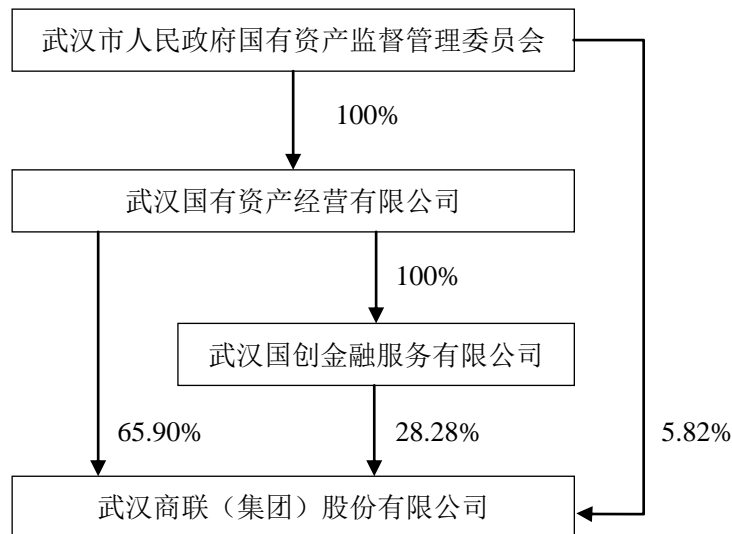 武汉市人民政府国有资产监督管理委员会
100%
武汉国有资产经营有限公司
100%
武汉国创金融服务有限公司
65.90%
28.28%
5.82%
武汉商联（集团）股份有限公司